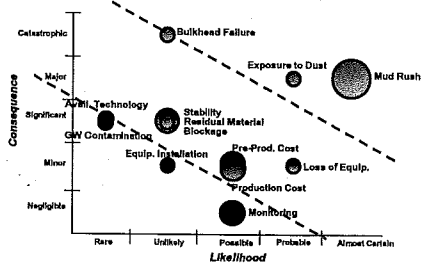 Catastrophic
Bulkhead Failure
Exposure to Dust
Major
Mud Rush
Avail. Technology
Significant
Stability
Residual Material
Blockage
GW Contamination
Pre-Prod. Cost
Equip. Installation
Minor
Loss of Equip.
Production Cost
Negligible
Monitoring
Consequence
Rare
Unlikely
Possible
Probable
Almost Certain
Likelihood